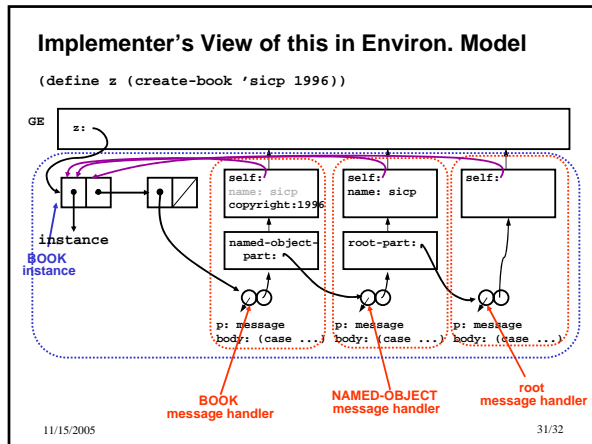 Implementer's View of this in Environ. Model
(define z (create-book 'sicp 1996))
GE
z:
self:
name: sicp
copyright:1996
self:
name: sicp
self:
instance
BOOK
instance
named-object-
part:
root-part:
p: message
body: (case ...)
p: message
body: (case ...)
p: message
body: (case ...)
BOOK
message handler
NAMED-OBJECT
message handler
root
message handler
11/15/2005
31/32